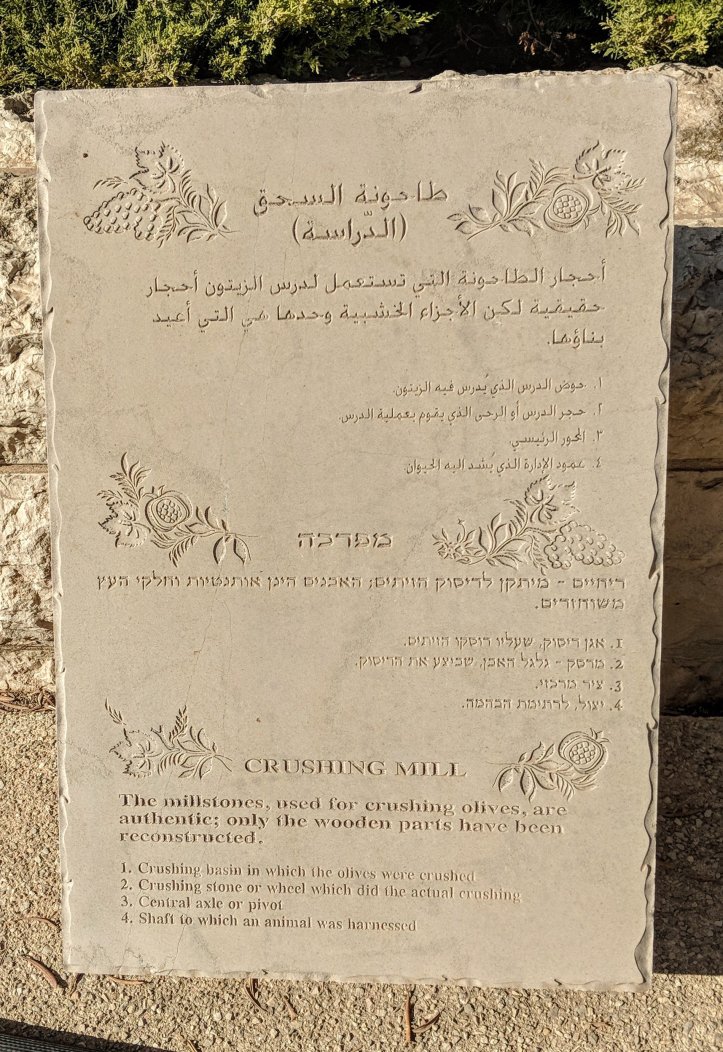 طاحونة السحق
(الدّراسة)
أحجار الطاحونة التي تستعمل لدرس الزيتون أحجار
حقيقية لكن الأجزاء الخشبية وحدها هي التي أعيد
بناؤها.
١. حوض الدرس الذي يُدرس فيه الزيتون.
٢. حجر الدرس أو الرحى الذي يقوم بعملية الدرس.
٣. المحور الرئيسي.
٤. عمود الإدارة الذي يُشد اليه الحيوان.
מפרכה
ריחיים - מיתקן לריסוק הזיתים; האבנים הינן אותנטיות וחלקי העץ
משוחזרים.
1. אגן ריסוק, שעליו רוסקו הזיתים.
2. מרסק - גלגל האבן, שביצע את הריסוק.
3. ציר מרכזי.
4. יצול, לרתימת הבהמה.
CRUSHING MILL
The millstones, used for crushing olives, are
authentic; only the wooden parts have been
reconstructed.
1. Crushing basin in which the olives were crushed
2. Crushing stone or wheel which did the actual crushing
3. Central axle or pivot
4. Shaft to which an animal was harnessed